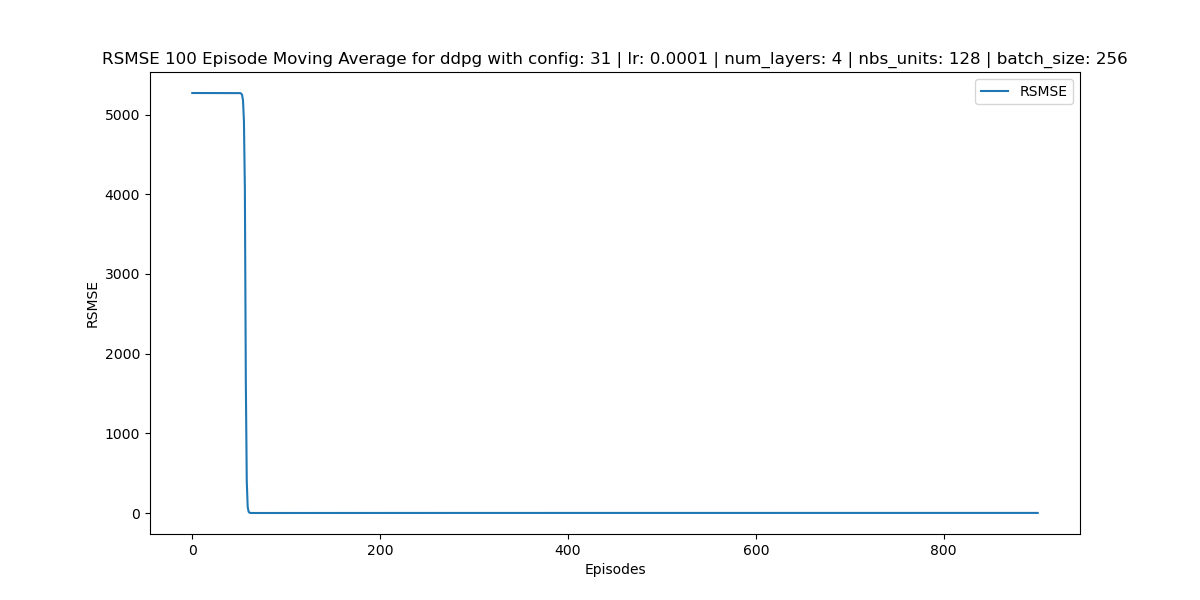 RSMSE 100 Episode Moving Average for ddpg with config: 31 | lr: 0.0001 | num_layers: 4 | nbs_units: 128 | batch_size: 256
RSMSE
5000
4000
3000
2000
1000
0
RSMSE
0 200 400 600 800
Episodes